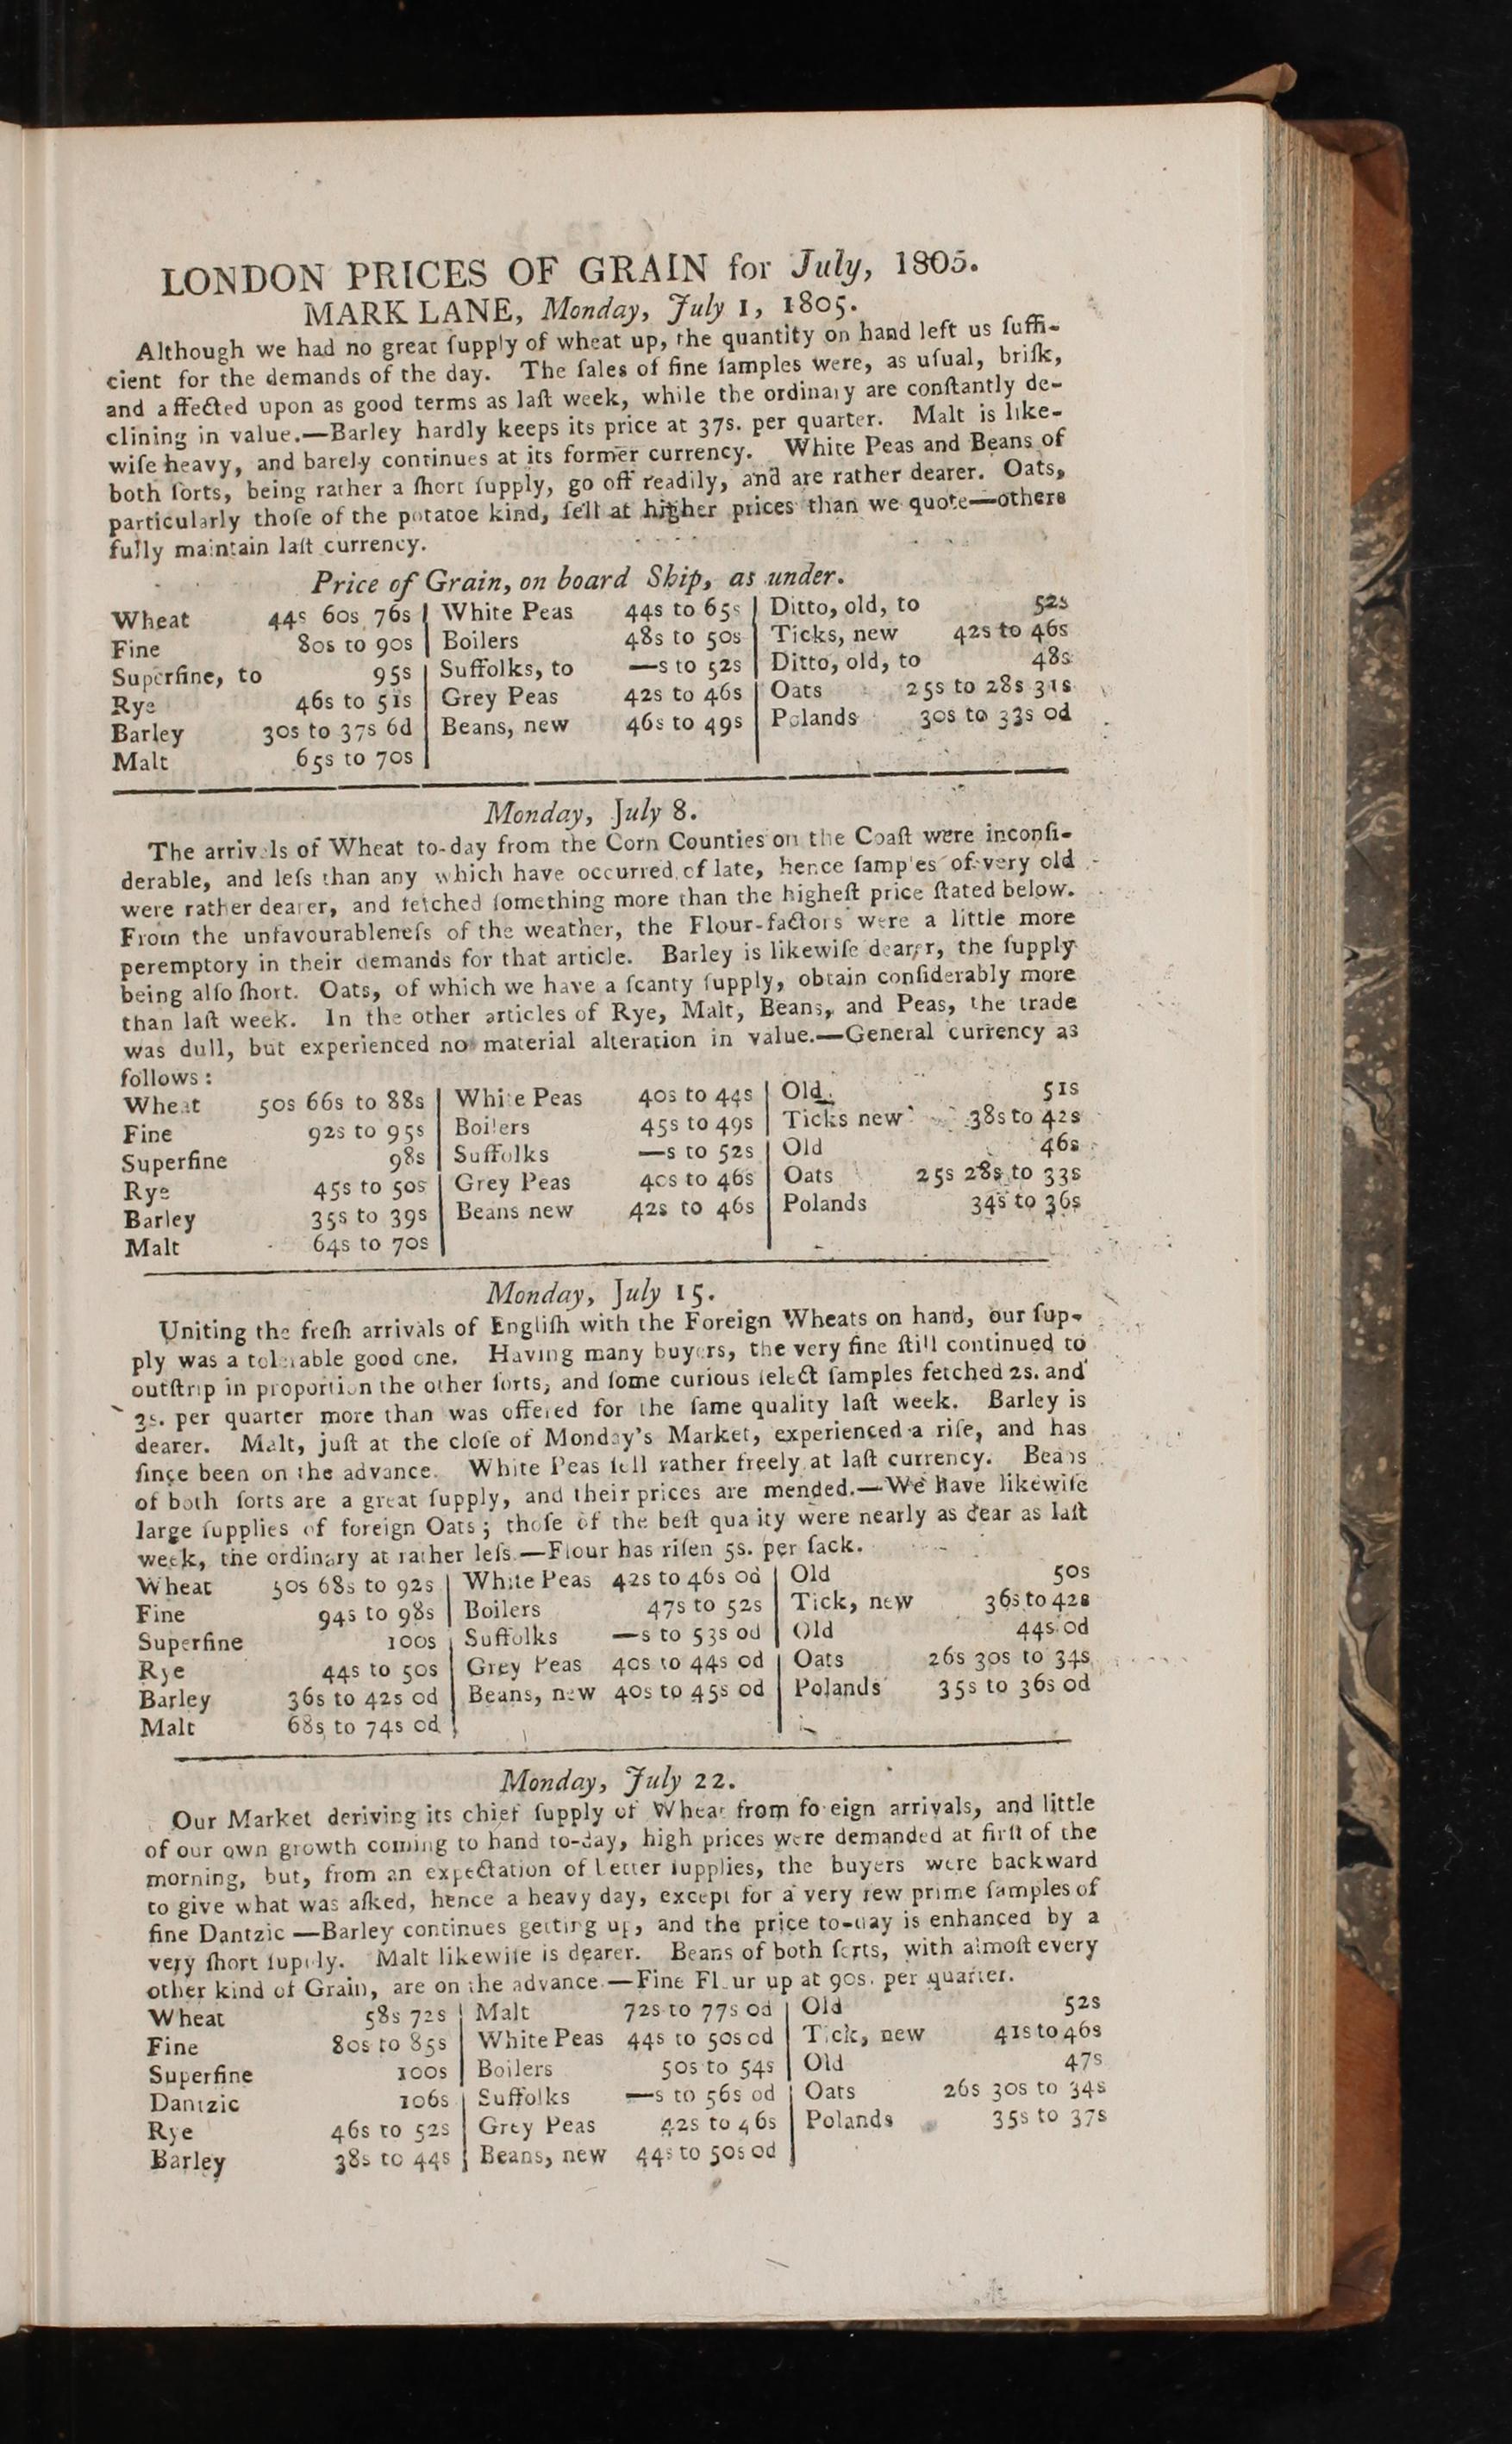 LONDON PRICES OF GRAIN for July, 1805.
MARK LANE, Monday, July 1, 1805.
Although we had no great ſupply of wheat up, the quantity on hand left us ſuffi-
cient for the demands of the day. The ſales of fine ſamples were, as uſual, briſk,
and affected upon as good terms as laſt week, while the ordinary are conſtantly de-
clining in value.—Barley hardly keeps its price at 37s. per quarter. Malt is like-
wiſe heavy, and barely continues at its former currency. White Peas and Beans of
both ſorts, being rather a ſhort ſupply, go off readily, and are rather dearer. Oats,
particularly thoſe of the potatoe kind, ſell at higher prices than we quote—others
fully maintain laſt currency.
Price of Grain, on board Ship, as under.
Wheat 44s 60s 76s | White Peas 44s to 65s | Ditto, old, to 52s
Fine 80s to 90s | Boilers 48s to 50s | Ticks, new 42s to 46s
Superfine, to 95s | Suffolks, to —s to 52s | Ditto, old, to 48s
Rye 46s to 51s | Grey Peas 42s to 46s | Oats 25s to 28s 31s
Barley 30s to 37s 6d | Beans, new 46s to 49s | Polands 30s to 33s 0d
Malt 65s to 70s |
Monday, July 8.
The arrivals of Wheat to-day from the Corn Counties on the Coaſt were inconſi-
derable, and leſs than any which have occurred of late, hence ſamples of very old
were rather dearer, and fetched ſomething more than the higheſt price ſtated below.
From the unfavourableneſs of the weather, the Flour-factors were a little more
peremptory in their demands for that article. Barley is likewiſe dearer, the ſupply
being alſo ſhort. Oats, of which we have a ſcanty ſupply, obtain conſiderably more
than laſt week. In the other articles of Rye, Malt, Beans, and Peas, the trade
was dull, but experienced no material alteration in value.—General currency as
follows:
Wheat 50s 66s to 88s | White Peas 40s to 44s | Old, 51s
Fine 92s to 95s | Boilers 45s to 49s | Ticks new 38s to 42s
Superfine 98s | Suffolks —s to 52s | Old 46s
Rye 45s to 50s | Grey Peas 40s to 46s | Oats 25s 28s to 33s
Barley 35s to 39s | Beans new 42s to 46s | Polands 34s to 36s
Malt 64s to 70s |
Monday, July 15.
Uniting the freſh arrivals of Engliſh with the Foreign Wheats on hand, our ſup-
ply was a tolerable good one. Having many buyers, the very fine ſtill continued to
outſtrip in proportion the other ſorts, and ſome curious ſelect ſamples fetched 2s. and
3s. per quarter more than was offered for the ſame quality laſt week. Barley is
dearer. Malt, juſt at the cloſe of Monday's Market, experienced a riſe, and has
ſince been on the advance. White Peas ſell rather freely at laſt currency. Beans
of both ſorts are a great ſupply, and their prices are mended.—We have likewiſe
large ſupplies of foreign Oats; thoſe of the beſt quality were nearly as dear as laſt
week, the ordinary at rather leſs.—Flour has riſen 5s. per ſack.
Wheat 50s 68s to 92s | White Peas 42s to 46s 0d | Old 50s
Fine 94s to 98s | Boilers 47s to 52s | Tick, new 36s to 42s
Superfine 100s | Suffolks —s to 53s 0d | Old 44s 0d
Rye 44s to 50s | Grey Peas 40s to 44s 0d | Oats 26s 30s to 34s
Barley 36s to 42s 0d | Beans, new 40s to 45s 0d | Polands 35s to 36s 0d
Malt 68s to 74s 0d |
Monday, July 22.
Our Market deriving its chief ſupply of Wheat from foreign arrivals, and little
of our own growth coming to hand to-day, high prices were demanded at firſt of the
morning, but, from an expectation of better ſupplies, the buyers were backward
to give what was aſked, hence a heavy day, except for a very few prime ſamples of
fine Dantzic—Barley continues getting up, and the price to-day is enhanced by a
very ſhort ſupply. Malt likewiſe is dearer. Beans of both ſorts, with almoſt every
other kind of Grain, are on the advance.—Fine Flour up at 90s. per quarter.
Wheat 58s 72s | Malt 72s to 77s 0d | Old 52s
Fine 80s to 85s | White Peas 44s to 50s 0d | Tick, new 41s to 46s
Superfine 100s | Boilers 50s to 54s | Old 47s
Dantzic 106s | Suffolks —s to 56s 0d | Oats 26s 30s to 34s
Rye 46s to 52s | Grey Peas 42s to 46s | Polands 35s to 37s
Barley 38s to 44s | Beans, new 44s to 50s 0d |